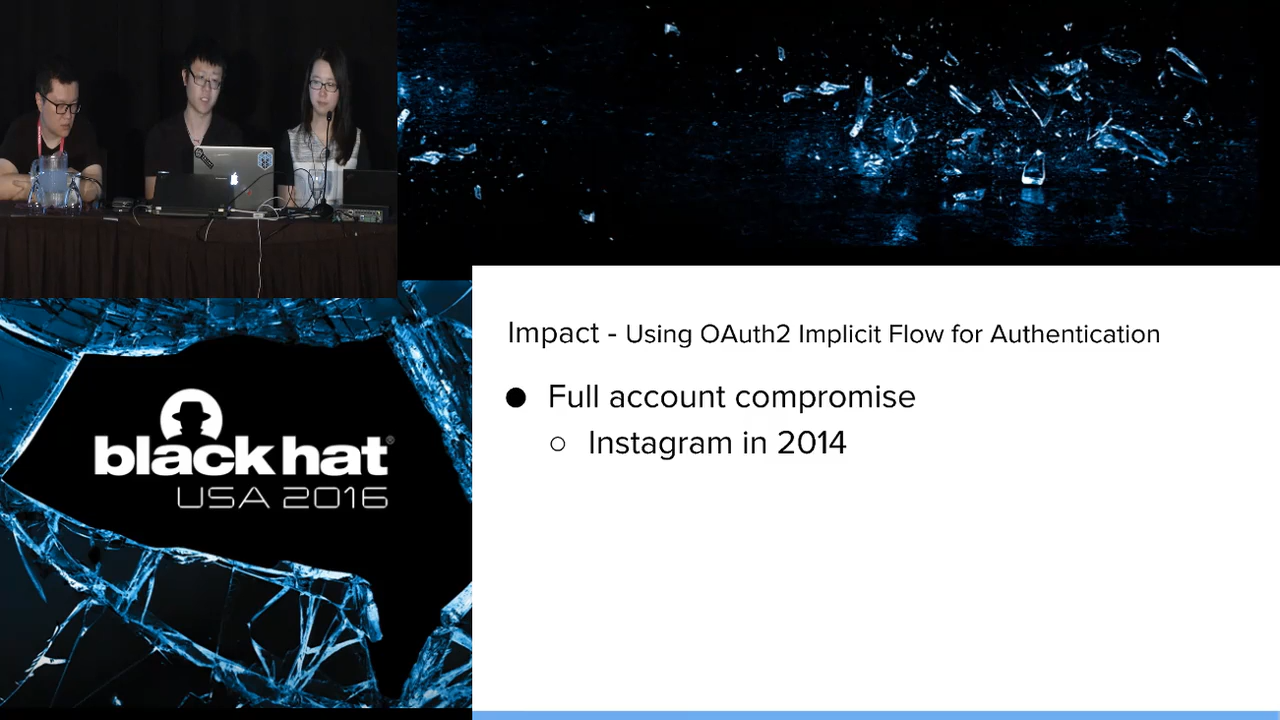 Impact - Using OAuth2 Implicit Flow for Authentication
● Full account compromise
○ Instagram in 2014
black hat®
USA 2016